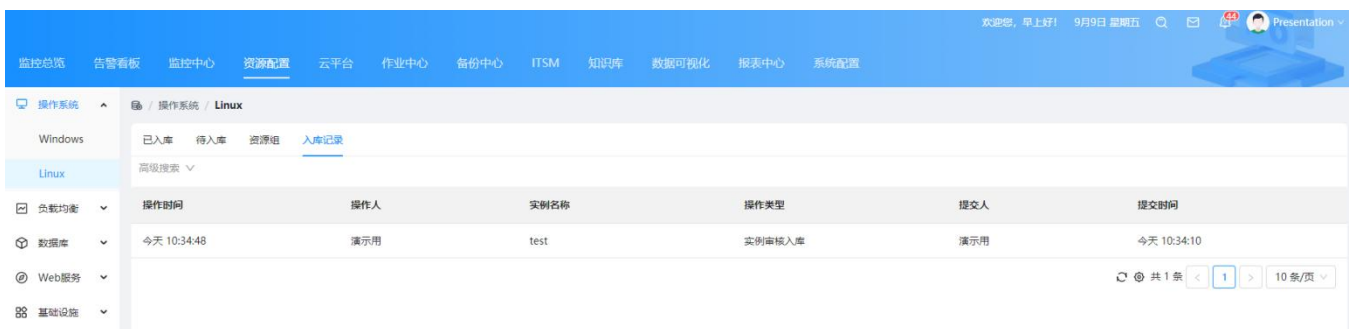 欢迎您，早上好! 9月9日 星期五 44 Presentation
监控总览 告警看板 监控中心 资源配置 云平台 作业中心 备份中心 ITSM 知识库 数据可视化 报表中心 系统配置
操作系统 / 操作系统 / Linux
Windows 已入库 待入库 资源组 入库记录
Linux 高级搜索
负载均衡 操作时间 操作人 实例名称 操作类型 提交人 提交时间
数据库 今天 10:34:48 演示用 test 实例审核入库 演示用 今天 10:34:10
Web服务 共 1 条 < 1 > 10 条/页
基础设施